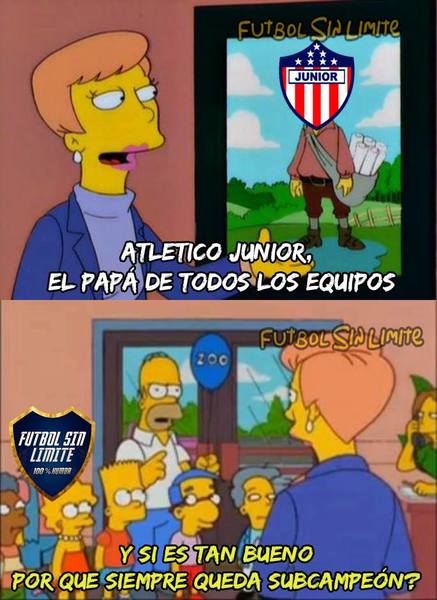 FUTBOL SIN LIMITE
JUNIOR
ATLETICO JUNIOR,
EL PAPÁ DE TODOS LOS EQUIPOS
FUTBOL SIN LIMITE
ZOO
FUTBOL SIN
LIMITE
100 % HUMOR
Y SI ES TAN BUENO
POR QUE SIEMPRE QUEDA SUBCAMPEÓN?